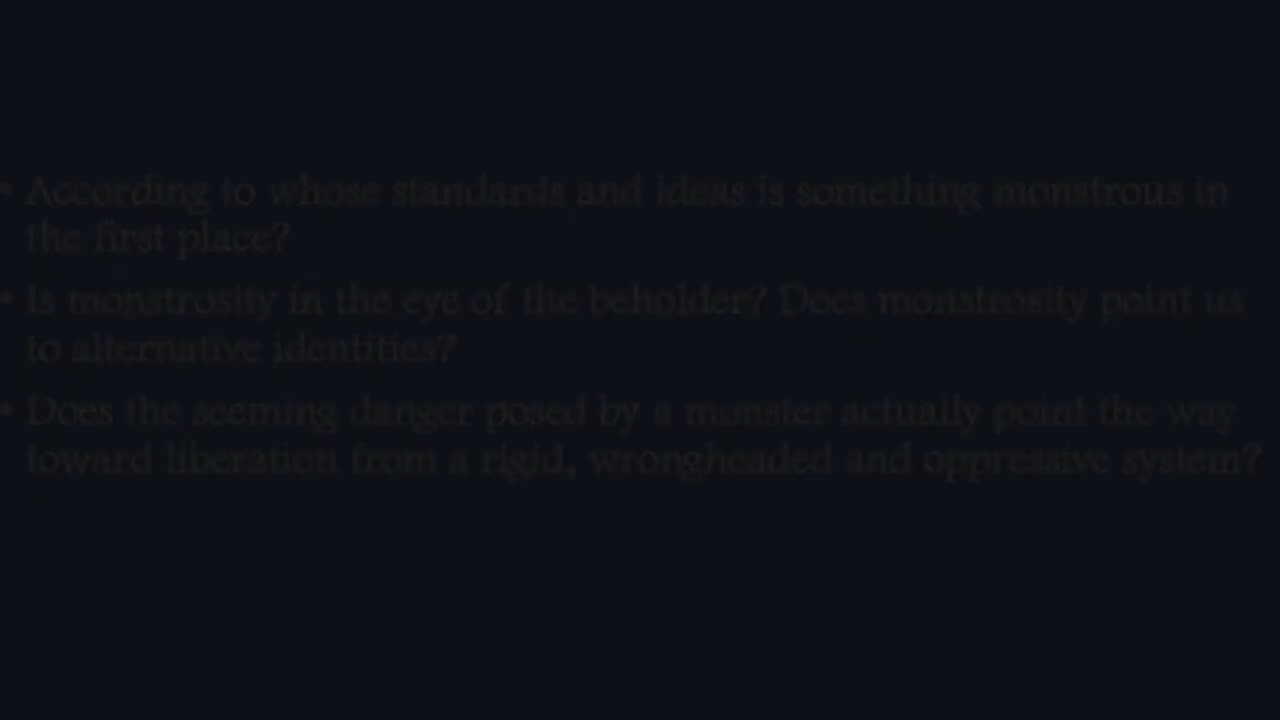 • According to whose standards and ideas is something monstrous in
the first place?
• Is monstrosity in the eye of the beholder? Does monstrosity point us
to alternative identities?
• Does the seeming danger posed by a monster actually point the way
toward liberation from a rigid, wrongheaded and oppressive system?